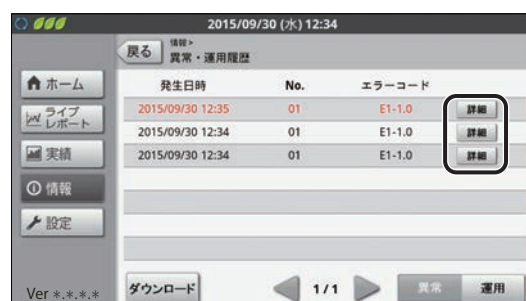 2015/09/30 (水) 12:34
戻る
情報>
異常・運用履歴
ホーム
ライブ
レポート
実績
情報
設定
Ver *.*.*.*
発生日時 No. エラーコード
2015/09/30 12:35 01 E1-1.0 詳細
2015/09/30 12:34 01 E1-1.0 詳細
2015/09/30 12:34 01 E1-1.0 詳細
ダウンロード 1/1 異常 運用